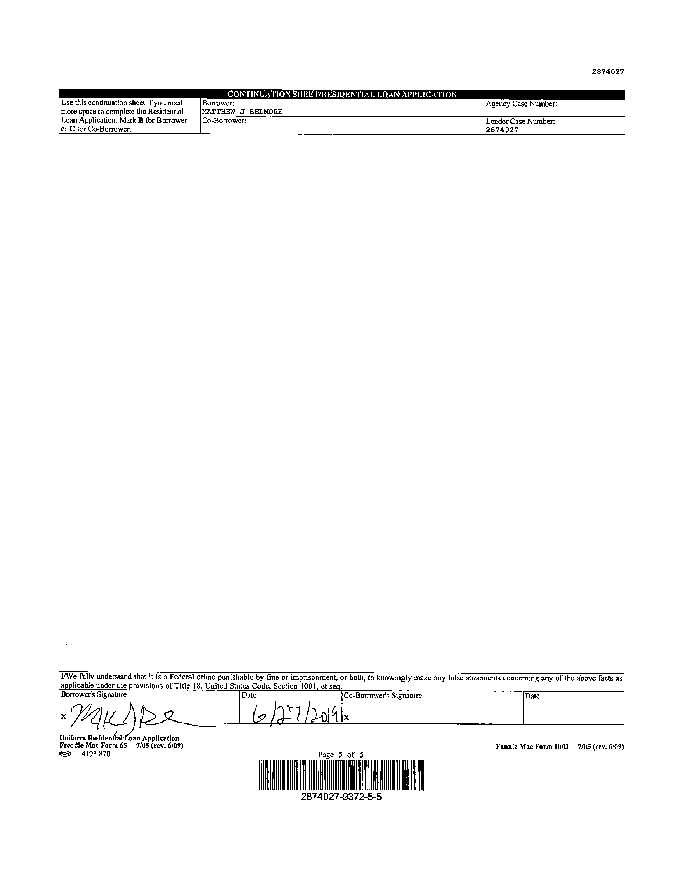 2874027
CONTINUATION SHEET/RESIDENTIAL LOAN APPLICATION
Use this continuation sheet if you need more space to complete the Residential Loan Application. Mark B for Borrower or C for Co-Borrower.
Borrower:
MATTHEW J BELMORE
Agency Case Number:
Co-Borrower:
Lender Case Number:
2874027
I/We fully understand that it is a Federal crime punishable by fine or imprisonment, or both, to knowingly make any false statements concerning any of the above facts as
applicable under the provisions of Title 18, United States Code, Section 1001, et seq.
Borrower's Signature
Date
Co-Borrower's Signature
Date
X
6/27/2019
X
Uniform Residential Loan Application
Freddie Mac Form 65 7/05 (rev. 6/09)
Fannie Mae Form 1003 7/05 (rev. 6/09)
Page 5 of 5
2874027-9372-5-5